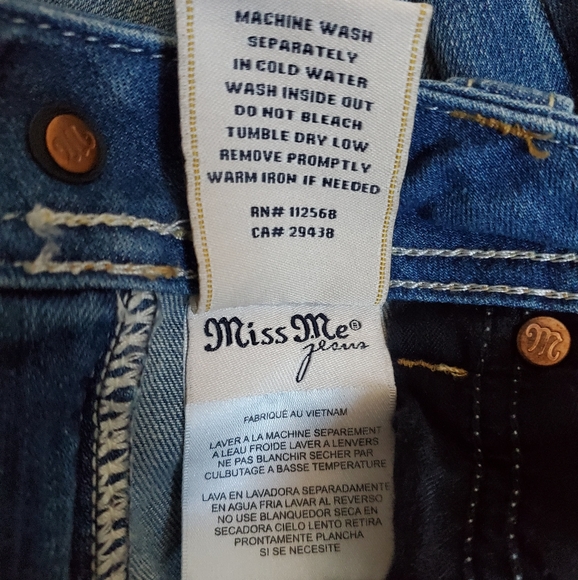 MACHINE WASH
SEPARATELY
IN COLD WATER
WASH INSIDE OUT
DO NOT BLEACH
TUMBLE DRY LOW
REMOVE PROMPTLY
WARM IRON IF NEEDED
RN# 112568
CA# 29438
Miss Me®
jeans
FABRIQUÉ AU VIETNAM
LAVER A LA MACHINE SEPAREMENT
A LEAU FROIDE LAVER A LENVERS
NE PAS BLANCHIR SECHER PAR
CULBUTAGE A BASSE TEMPERATURE
LAVA EN LAVADORA SEPARADAMENTE
EN AGUA FRIA LAVAR AL REVERSO
NO USE BLANQUEDOR SECA EN
SECADORA CIELO LENTO RETIRA
PRONTAMENTE PLANCHA
SI SE NECESITE
M
M